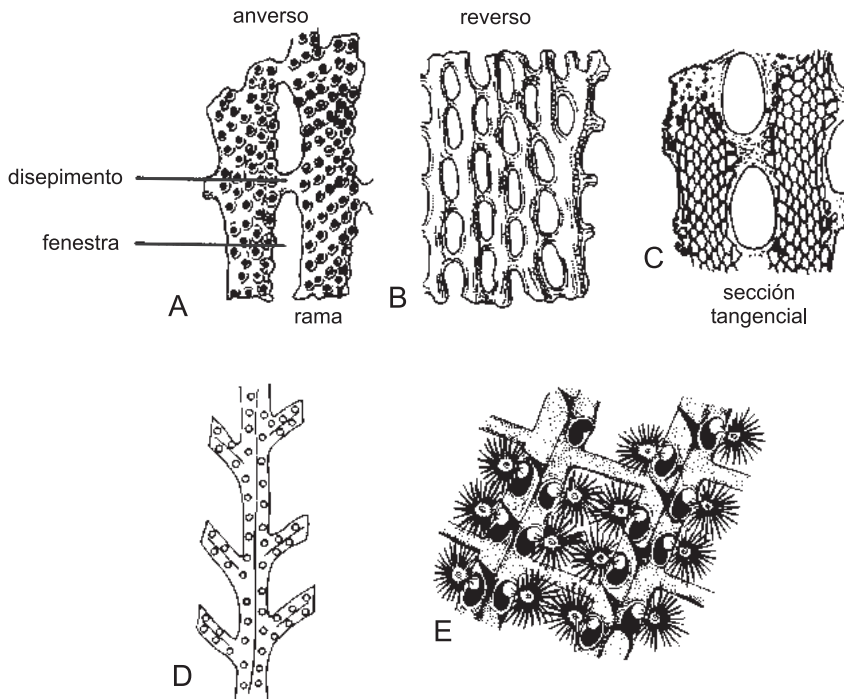 anverso
reverso
disepimento
fenestra
A
rama
B
C
sección
tangencial
D
E